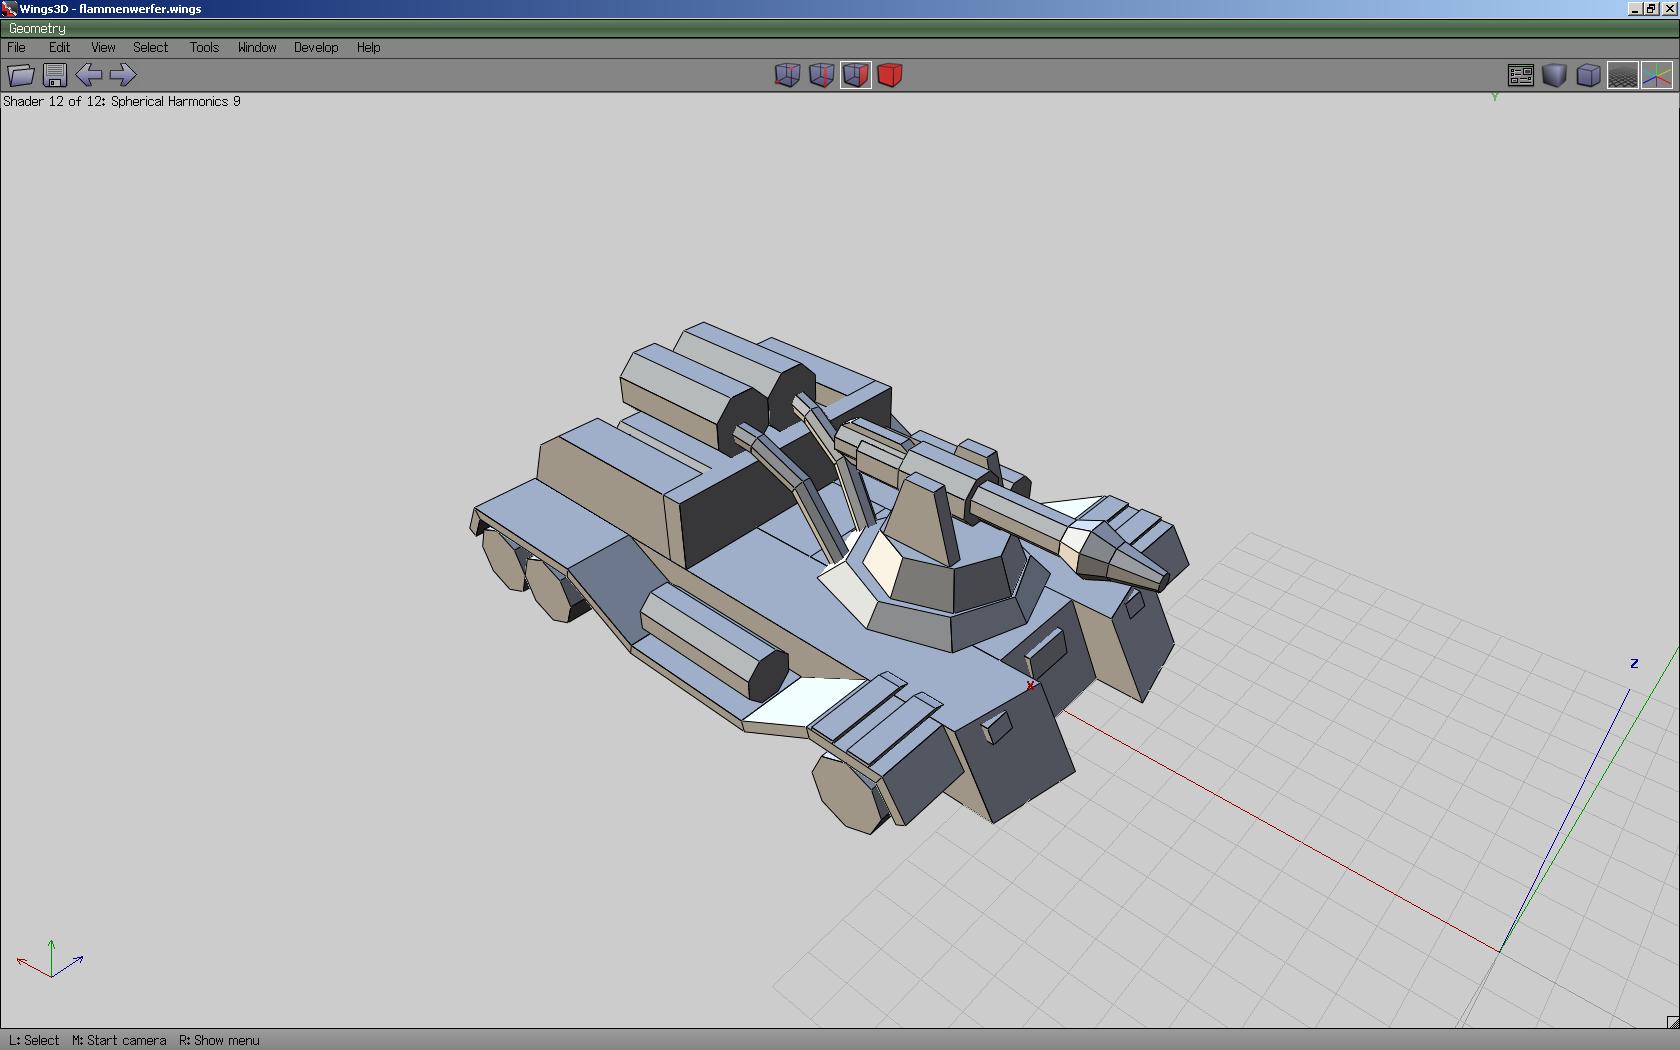 Wings3D - flammenwerfer.wings
Geometry
File Edit View Select Tools Window Develop Help
Shader 12 of 12: Spherical Harmonics 9
Y
Z
X
L: Select M: Start camera R: Show menu